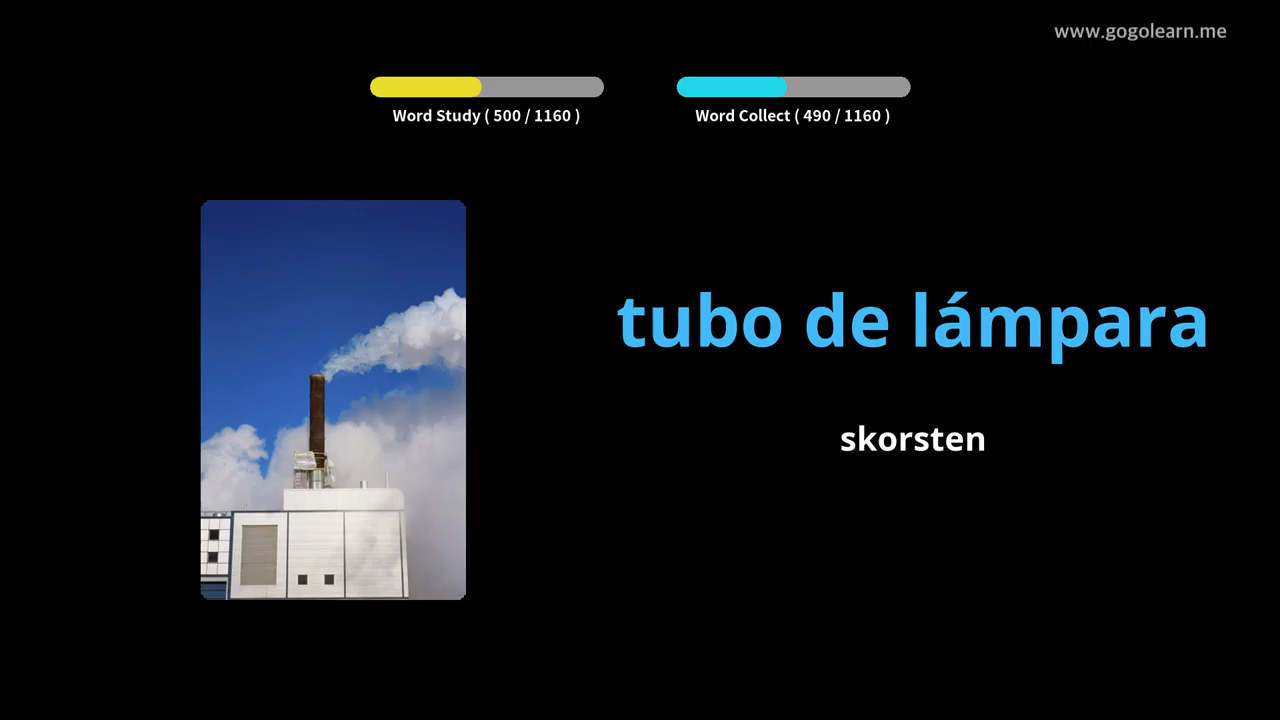 www.gogolearn.me
Word Study ( 500 / 1160 )
Word Collect ( 490 / 1160 )
tubo de lámpara
skorsten